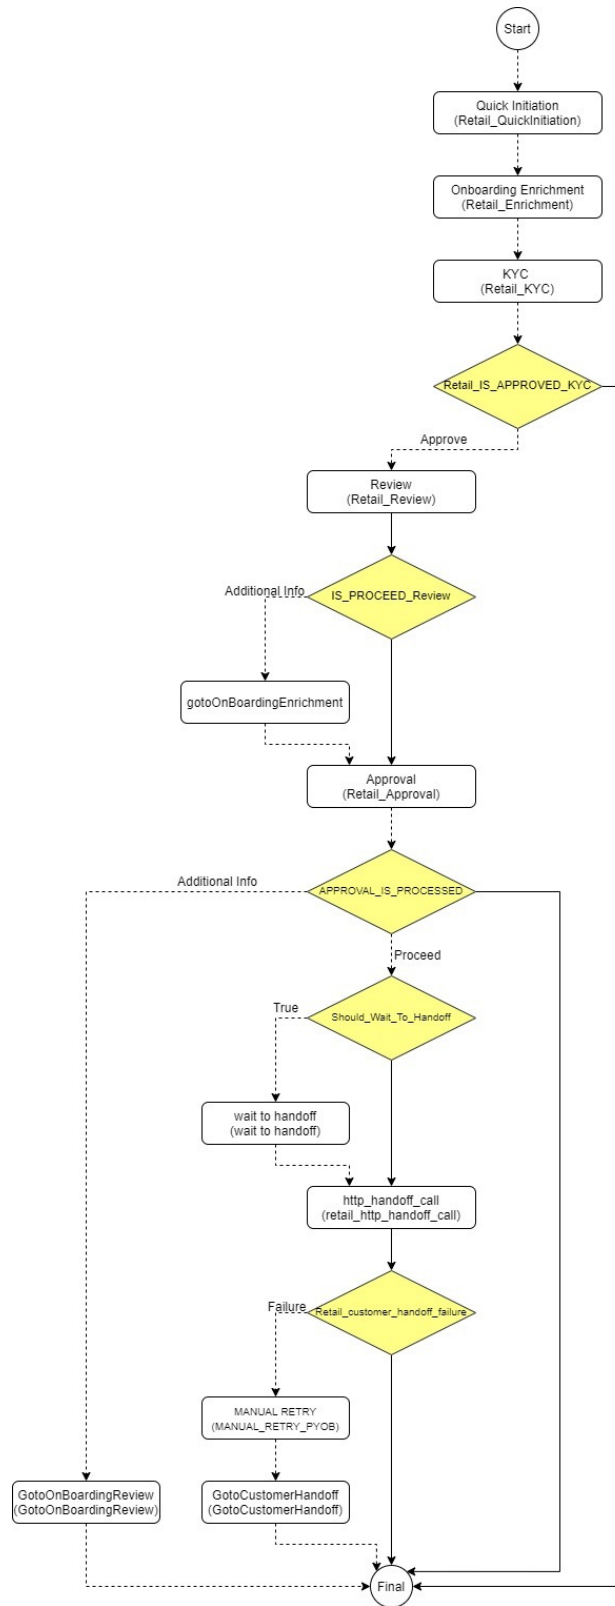 Start
Quick Initiation
(Retail_QuickInitiation)
Onboarding Enrichment
(Retail_Enrichment)
KYC
(Retail_KYC)
Retail_IS_APPROVED_KYC
Approve
Review
(Retail_Review)
Additional Info
IS_PROCEED_Review
gotoOnBoardingEnrichment
Approval
(Retail_Approval)
Additional Info
APPROVAL_IS_PROCESSED
Proceed
True
Should_Wait_To_Handoff
wait to handoff
(wait to handoff)
http_handoff_call
(retail_http_handoff_call)
Failure
Retail_customer_handoff_failure
MANUAL RETRY
(MANUAL_RETRY_PYOB)
GotoOnBoardingReview
(GotoOnBoardingReview)
GotoCustomerHandoff
(GotoCustomerHandoff)
Final